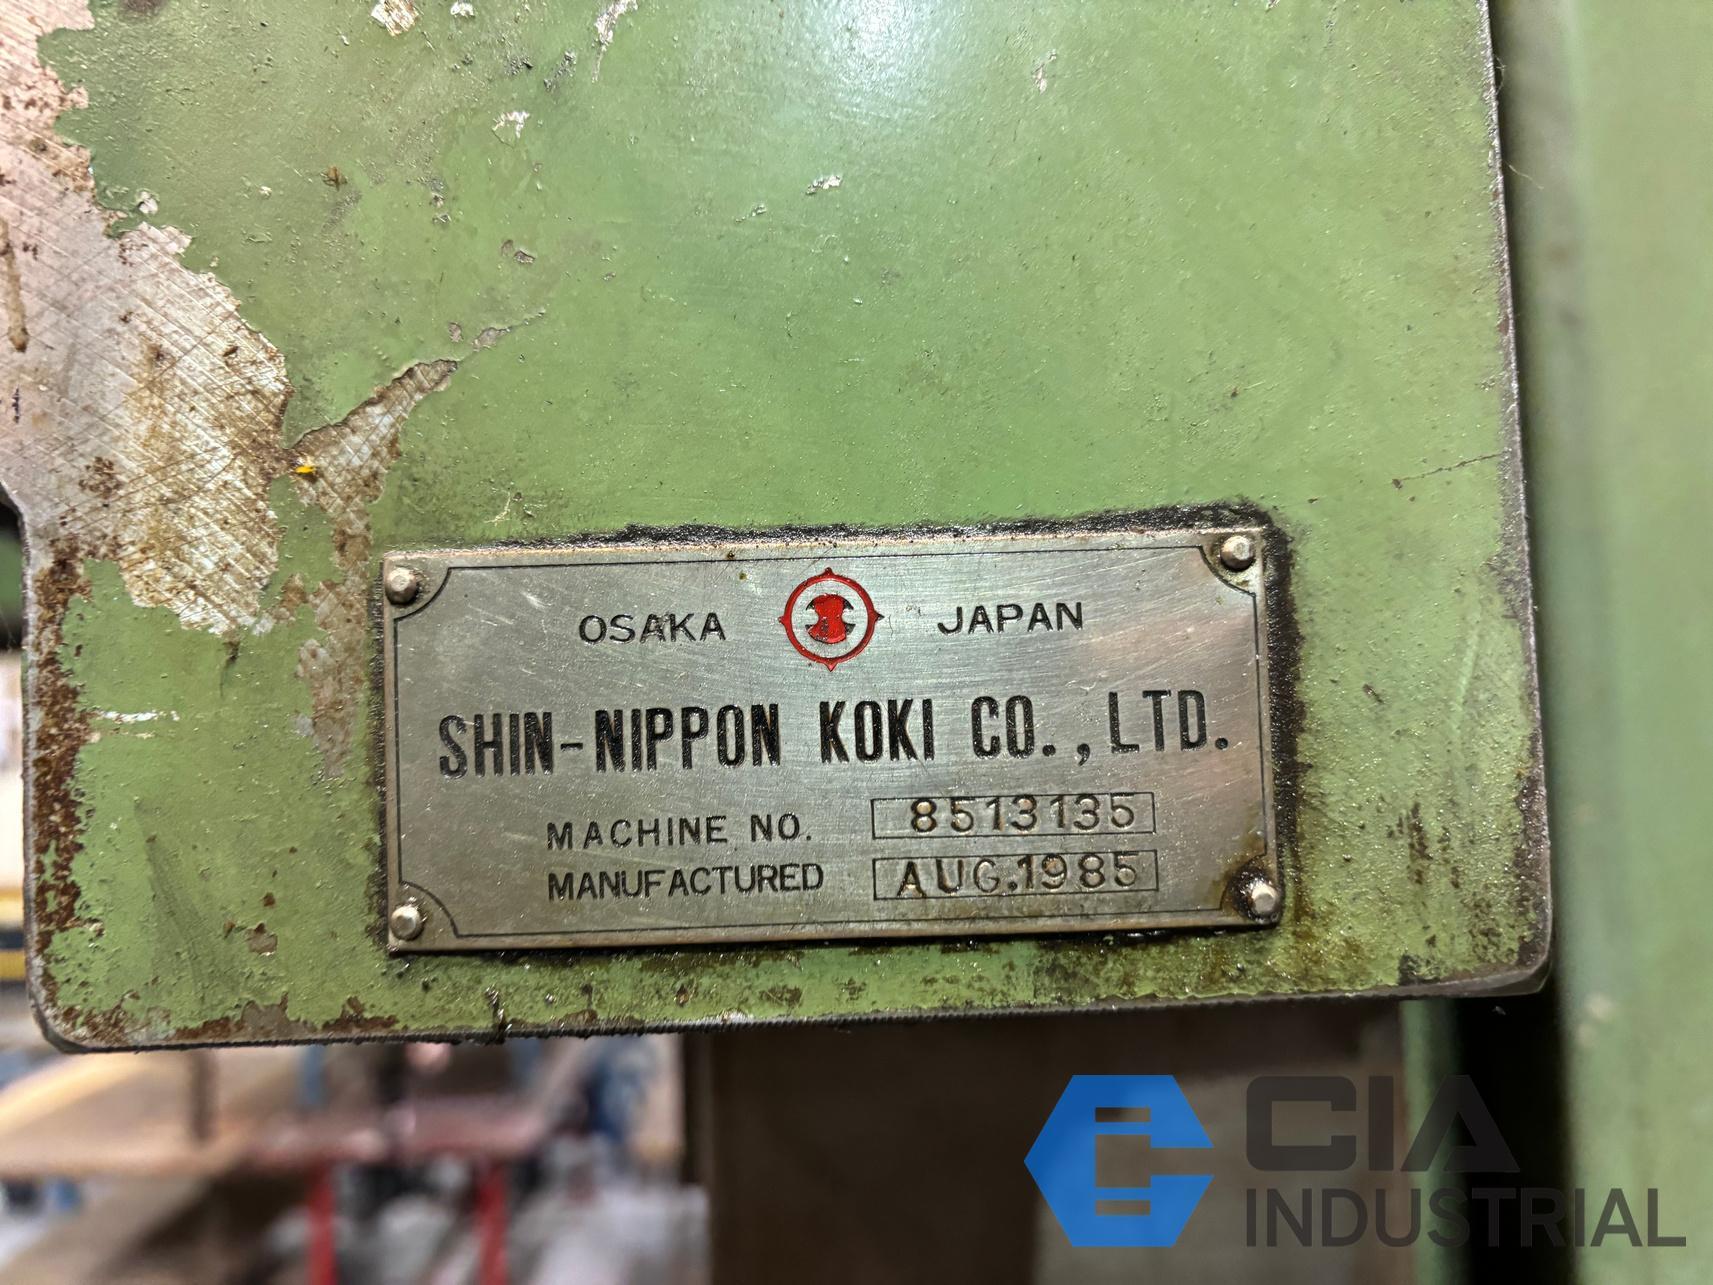 OSAKA JAPAN
SHIN-NIPPON KOKI CO., LTD.
MACHINE NO. 8513135
MANUFACTURED AUG.1985
CIA
INDUSTRIAL